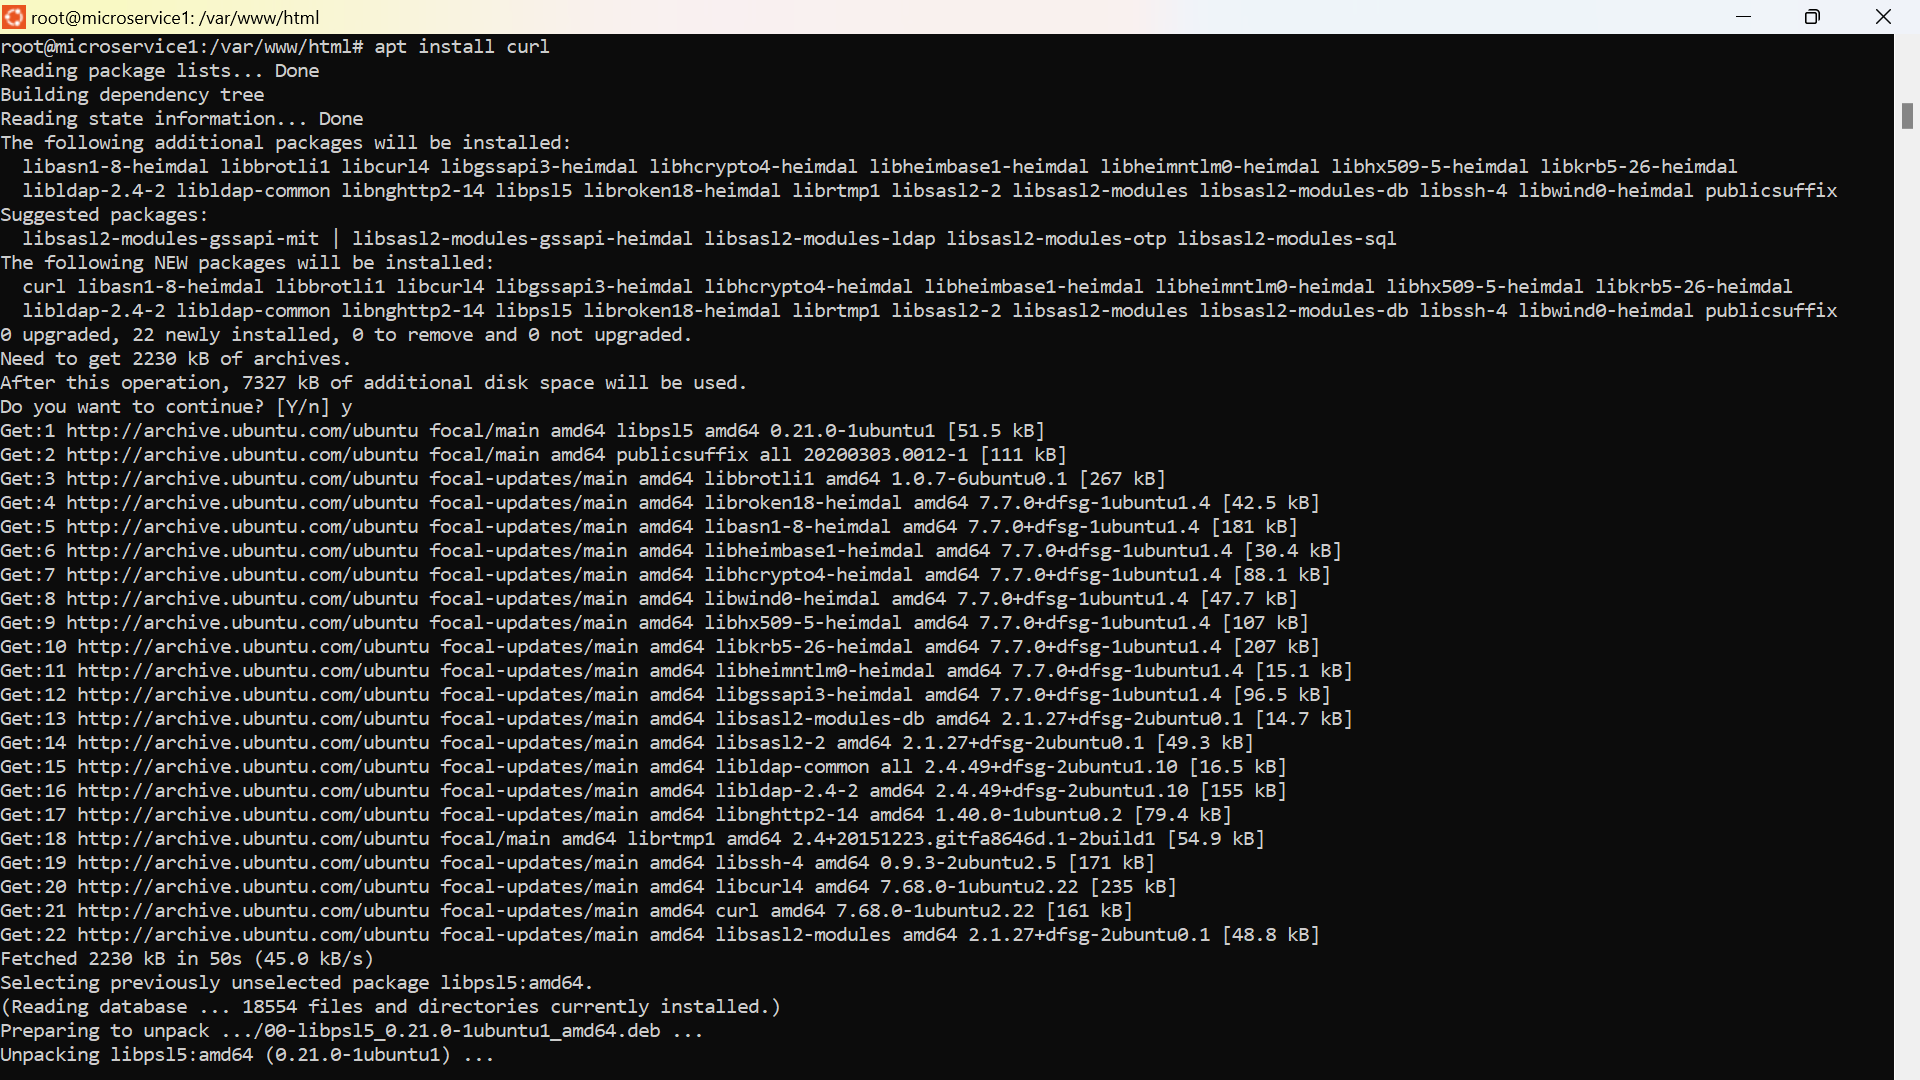 root@microservice1: /var/www/html
root@microservice1:/var/www/html# apt install curl
Reading package lists... Done
Building dependency tree
Reading state information... Done
The following additional packages will be installed:
  libasn1-8-heimdal libbrotli1 libcurl4 libgssapi3-heimdal libhcrypto4-heimdal libheimbase1-heimdal libheimntlm0-heimdal libhx509-5-heimdal libkrb5-26-heimdal
  libldap-2.4-2 libldap-common libnghttp2-14 libpsl5 libroken18-heimdal librtmp1 libsasl2-2 libsasl2-modules libsasl2-modules-db libssh-4 libwind0-heimdal publicsuffix
Suggested packages:
  libsasl2-modules-gssapi-mit | libsasl2-modules-gssapi-heimdal libsasl2-modules-ldap libsasl2-modules-otp libsasl2-modules-sql
The following NEW packages will be installed:
  curl libasn1-8-heimdal libbrotli1 libcurl4 libgssapi3-heimdal libhcrypto4-heimdal libheimbase1-heimdal libheimntlm0-heimdal libhx509-5-heimdal libkrb5-26-heimdal
  libldap-2.4-2 libldap-common libnghttp2-14 libpsl5 libroken18-heimdal librtmp1 libsasl2-2 libsasl2-modules libsasl2-modules-db libssh-4 libwind0-heimdal publicsuffix
0 upgraded, 22 newly installed, 0 to remove and 0 not upgraded.
Need to get 2230 kB of archives.
After this operation, 7327 kB of additional disk space will be used.
Do you want to continue? [Y/n] y
Get:1 http://archive.ubuntu.com/ubuntu focal/main amd64 libpsl5 amd64 0.21.0-1ubuntu1 [51.5 kB]
Get:2 http://archive.ubuntu.com/ubuntu focal/main amd64 publicsuffix all 20200303.0012-1 [111 kB]
Get:3 http://archive.ubuntu.com/ubuntu focal-updates/main amd64 libbrotli1 amd64 1.0.7-6ubuntu0.1 [267 kB]
Get:4 http://archive.ubuntu.com/ubuntu focal-updates/main amd64 libroken18-heimdal amd64 7.7.0+dfsg-1ubuntu1.4 [42.5 kB]
Get:5 http://archive.ubuntu.com/ubuntu focal-updates/main amd64 libasn1-8-heimdal amd64 7.7.0+dfsg-1ubuntu1.4 [181 kB]
Get:6 http://archive.ubuntu.com/ubuntu focal-updates/main amd64 libheimbase1-heimdal amd64 7.7.0+dfsg-1ubuntu1.4 [30.4 kB]
Get:7 http://archive.ubuntu.com/ubuntu focal-updates/main amd64 libhcrypto4-heimdal amd64 7.7.0+dfsg-1ubuntu1.4 [88.1 kB]
Get:8 http://archive.ubuntu.com/ubuntu focal-updates/main amd64 libwind0-heimdal amd64 7.7.0+dfsg-1ubuntu1.4 [47.7 kB]
Get:9 http://archive.ubuntu.com/ubuntu focal-updates/main amd64 libhx509-5-heimdal amd64 7.7.0+dfsg-1ubuntu1.4 [107 kB]
Get:10 http://archive.ubuntu.com/ubuntu focal-updates/main amd64 libkrb5-26-heimdal amd64 7.7.0+dfsg-1ubuntu1.4 [207 kB]
Get:11 http://archive.ubuntu.com/ubuntu focal-updates/main amd64 libheimntlm0-heimdal amd64 7.7.0+dfsg-1ubuntu1.4 [15.1 kB]
Get:12 http://archive.ubuntu.com/ubuntu focal-updates/main amd64 libgssapi3-heimdal amd64 7.7.0+dfsg-1ubuntu1.4 [96.5 kB]
Get:13 http://archive.ubuntu.com/ubuntu focal-updates/main amd64 libsasl2-modules-db amd64 2.1.27+dfsg-2ubuntu0.1 [14.7 kB]
Get:14 http://archive.ubuntu.com/ubuntu focal-updates/main amd64 libsasl2-2 amd64 2.1.27+dfsg-2ubuntu0.1 [49.3 kB]
Get:15 http://archive.ubuntu.com/ubuntu focal-updates/main amd64 libldap-common all 2.4.49+dfsg-2ubuntu1.10 [16.5 kB]
Get:16 http://archive.ubuntu.com/ubuntu focal-updates/main amd64 libldap-2.4-2 amd64 2.4.49+dfsg-2ubuntu1.10 [155 kB]
Get:17 http://archive.ubuntu.com/ubuntu focal-updates/main amd64 libnghttp2-14 amd64 1.40.0-1ubuntu0.2 [79.4 kB]
Get:18 http://archive.ubuntu.com/ubuntu focal/main amd64 librtmp1 amd64 2.4+20151223.gitfa8646d.1-2build1 [54.9 kB]
Get:19 http://archive.ubuntu.com/ubuntu focal-updates/main amd64 libssh-4 amd64 0.9.3-2ubuntu2.5 [171 kB]
Get:20 http://archive.ubuntu.com/ubuntu focal-updates/main amd64 libcurl4 amd64 7.68.0-1ubuntu2.22 [235 kB]
Get:21 http://archive.ubuntu.com/ubuntu focal-updates/main amd64 curl amd64 7.68.0-1ubuntu2.22 [161 kB]
Get:22 http://archive.ubuntu.com/ubuntu focal-updates/main amd64 libsasl2-modules amd64 2.1.27+dfsg-2ubuntu0.1 [48.8 kB]
Fetched 2230 kB in 50s (45.0 kB/s)
Selecting previously unselected package libpsl5:amd64.
(Reading database ... 18554 files and directories currently installed.)
Preparing to unpack .../00-libpsl5_0.21.0-1ubuntu1_amd64.deb ...
Unpacking libpsl5:amd64 (0.21.0-1ubuntu1) ...